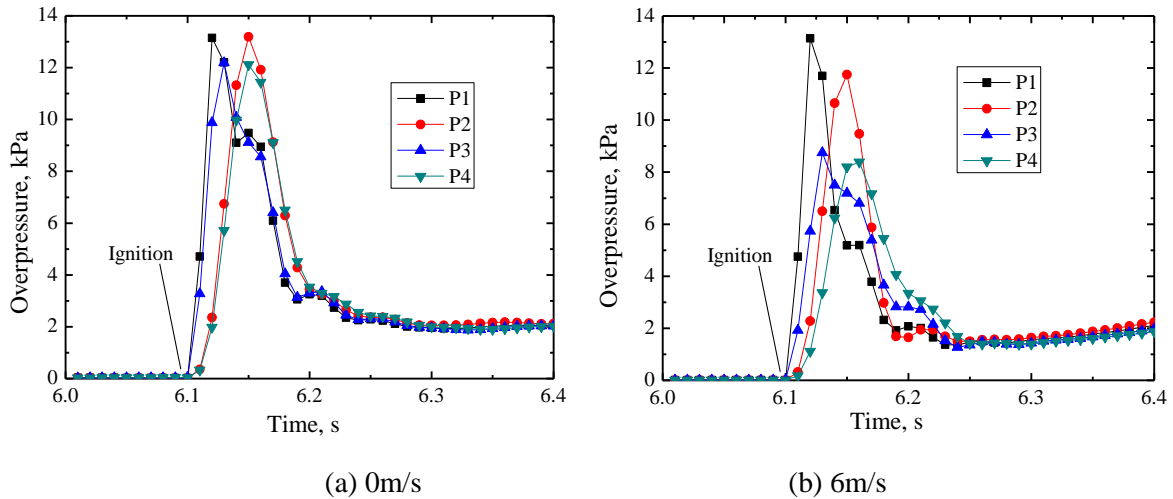 14
12
10
8
6
4
2
0
Overpressure, kPa
Ignition
P1
P2
P3
P4
6.0
6.1
6.2
6.3
6.4
Time, s
(a) 0m/s
14
12
10
8
6
4
2
0
Overpressure, kPa
Ignition
P1
P2
P3
P4
6.0
6.1
6.2
6.3
6.4
Time, s
(b) 6m/s